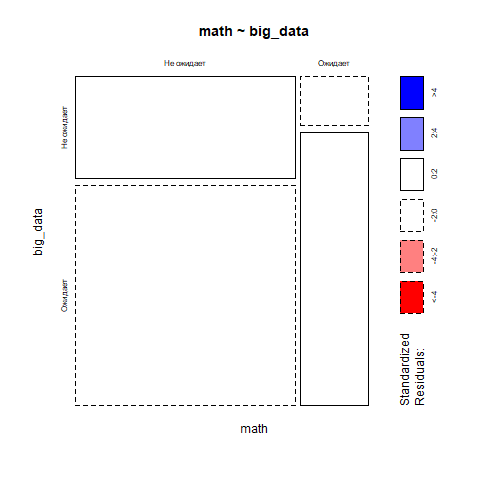 math ~ big_data
Не ожидает
Ожидает
Не ожидает
Ожидает
big_data
math
>4
2:4
0:2
-2:0
-4:-2
<-4
Standardized
Residuals: